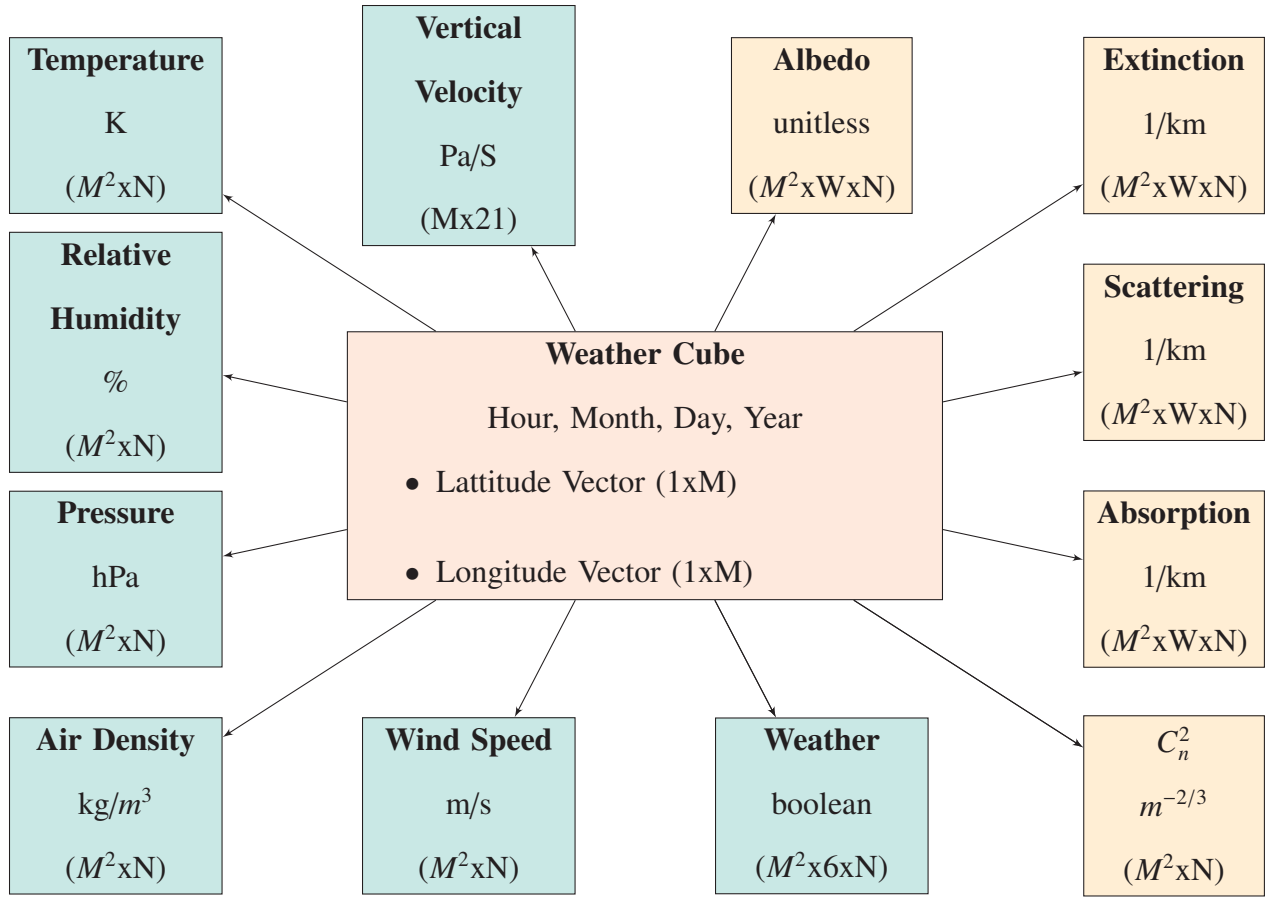 Temperature
K
(M²xN)
Vertical
Velocity
Pa/S
(Mx21)
Albedo
unitless
(M²xWxN)
Extinction
1/km
(M²xWxN)
Relative
Humidity
%
(M²xN)
Weather Cube
Hour, Month, Day, Year
• Lattitude Vector (1xM)
• Longitude Vector (1xM)
Scattering
1/km
(M²xWxN)
Pressure
hPa
(M²xN)
Absorption
1/km
(M²xWxN)
Air Density
kg/m³
(M²xN)
Wind Speed
m/s
(M²xN)
Weather
boolean
(M²x6xN)
$C_n^2$
$m^{-2/3}$
(M²xN)